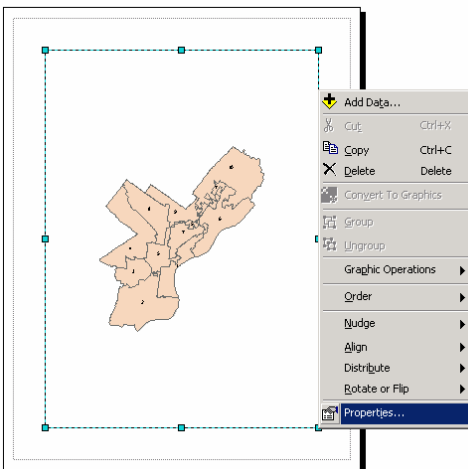 Add Data...
Cut Ctrl+X
Copy Ctrl+C
Delete Delete
Convert To Graphics
Group
Ungroup
Graphic Operations
Order
Nudge
Align
Distribute
Rotate or Flip
Properties...